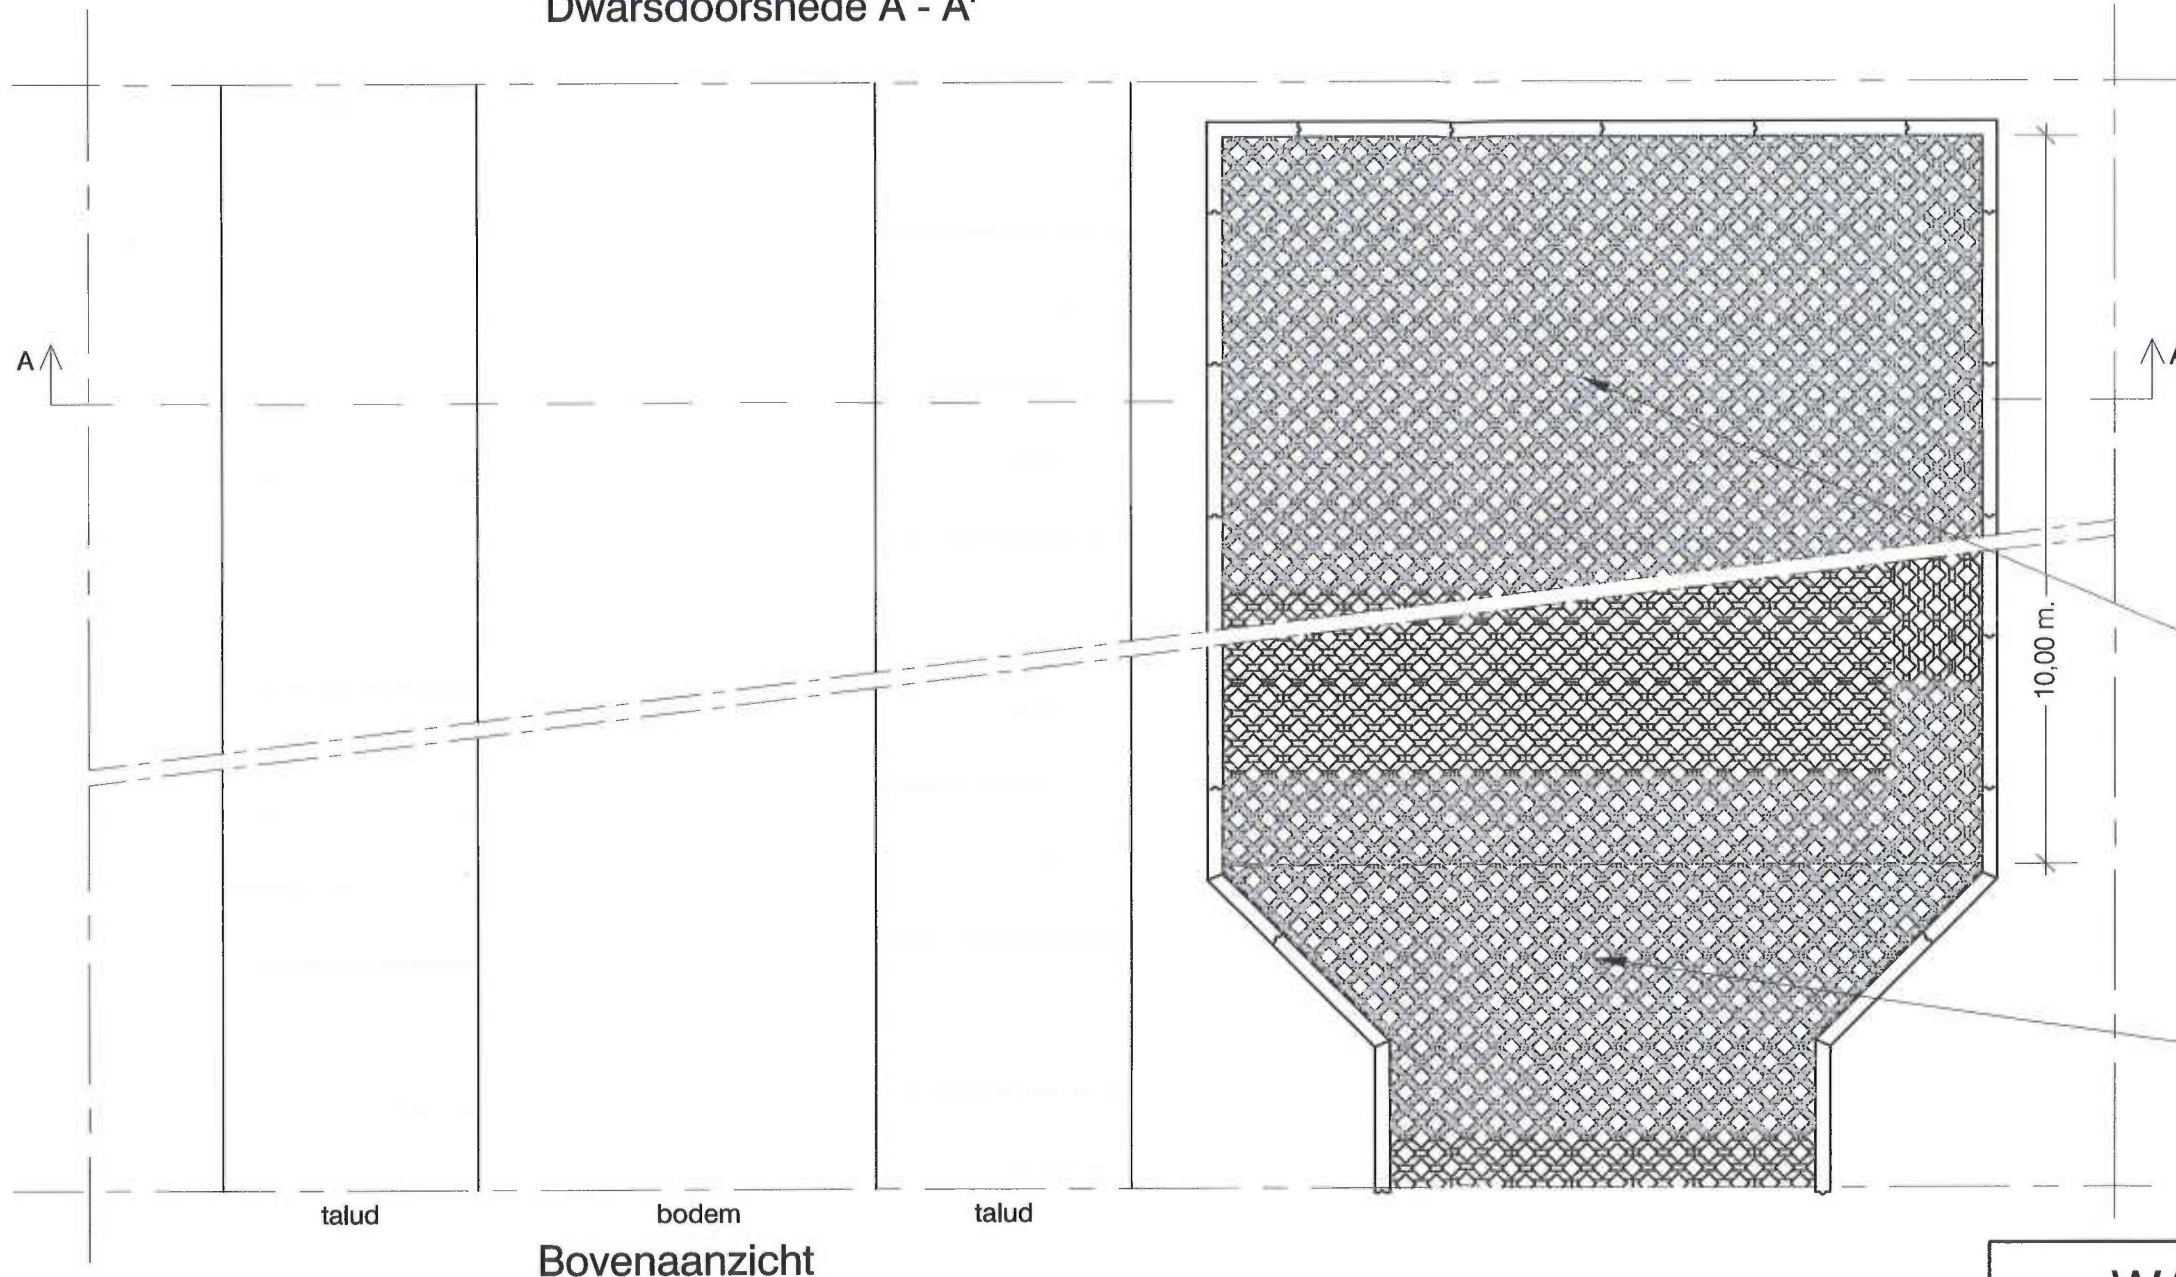 Dwarsdoorsnede A - A'
A
A
10,00 m.
talud
bodem
talud
Bovenaanzicht